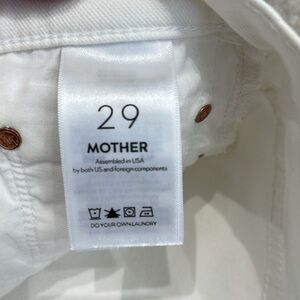 29
MOTHER
Assembled in USA
by both US and foreign components
DO YOUR OWN LAUNDRY